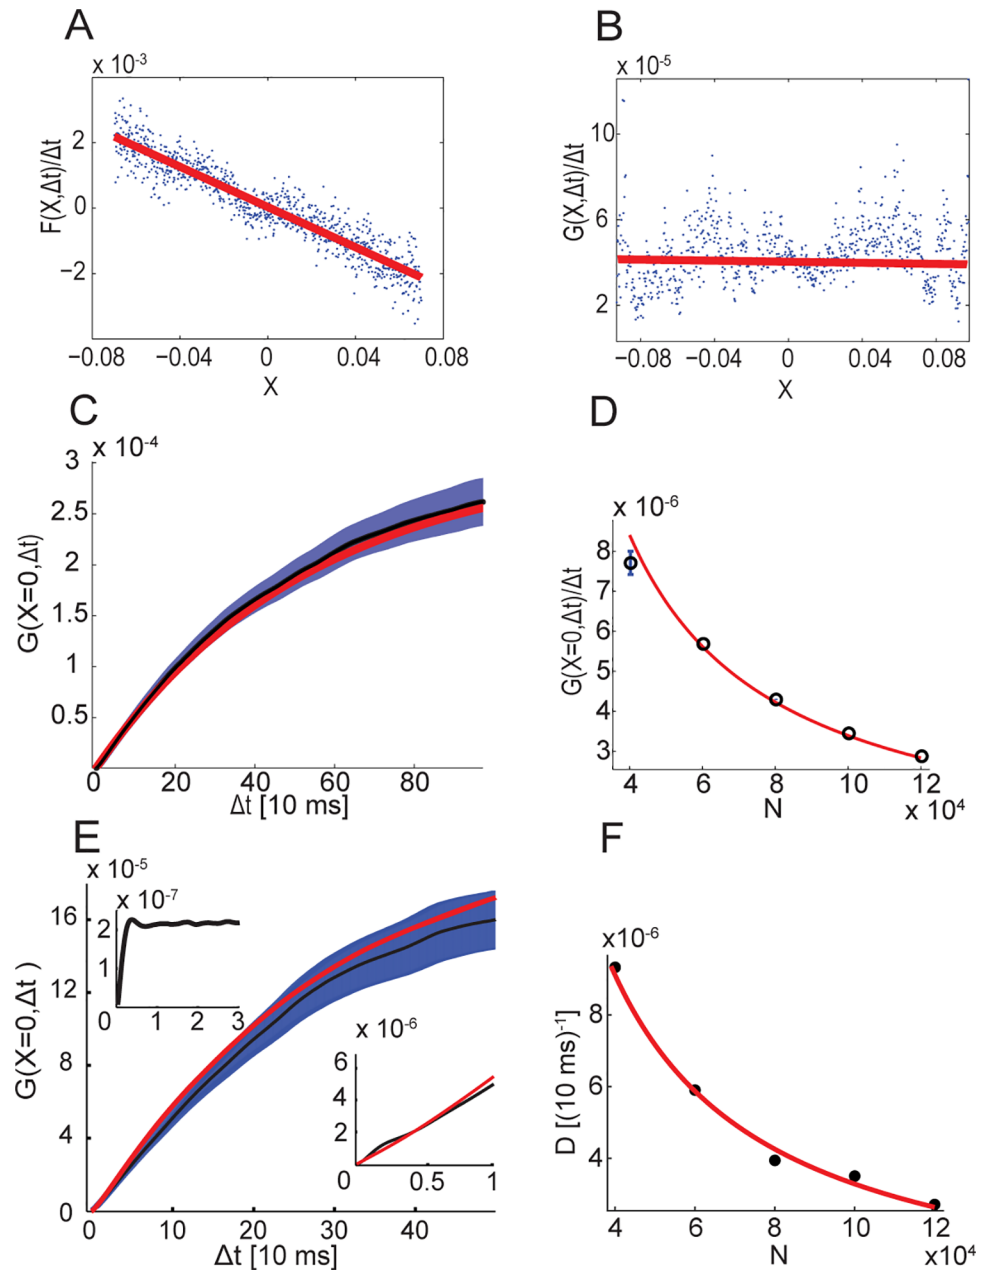 A
x 10-3
F(X,Δt)/Δt
2
0
−2
−0.08 −0.04 0 0.04 0.08
X
B
x 10-5
G(X,Δt)/Δt
10
6
2
−0.08 −0.04 0 0.04 0.08
X
C
x 10-4
G(X=0,Δt)
3
2.5
2
1.5
1
0.5
0 20 40 60 80
Δt [10 ms]
D
x 10-6
G(X=0,Δt)/Δt
8
7
6
5
4
3
4 6 8 10 12
N
x 104
E
x 10-5
G(X=0,Δt )
16
12
8
4
0
x 10-7
2
1
0 1 2 3
x 10-6
6
4
2
0 0.5 1
0 10 20 30 40
Δt [10 ms]
F
x10-6
D [(10 ms)-1]
8
6
4
4 6 8 10 12
N
x104